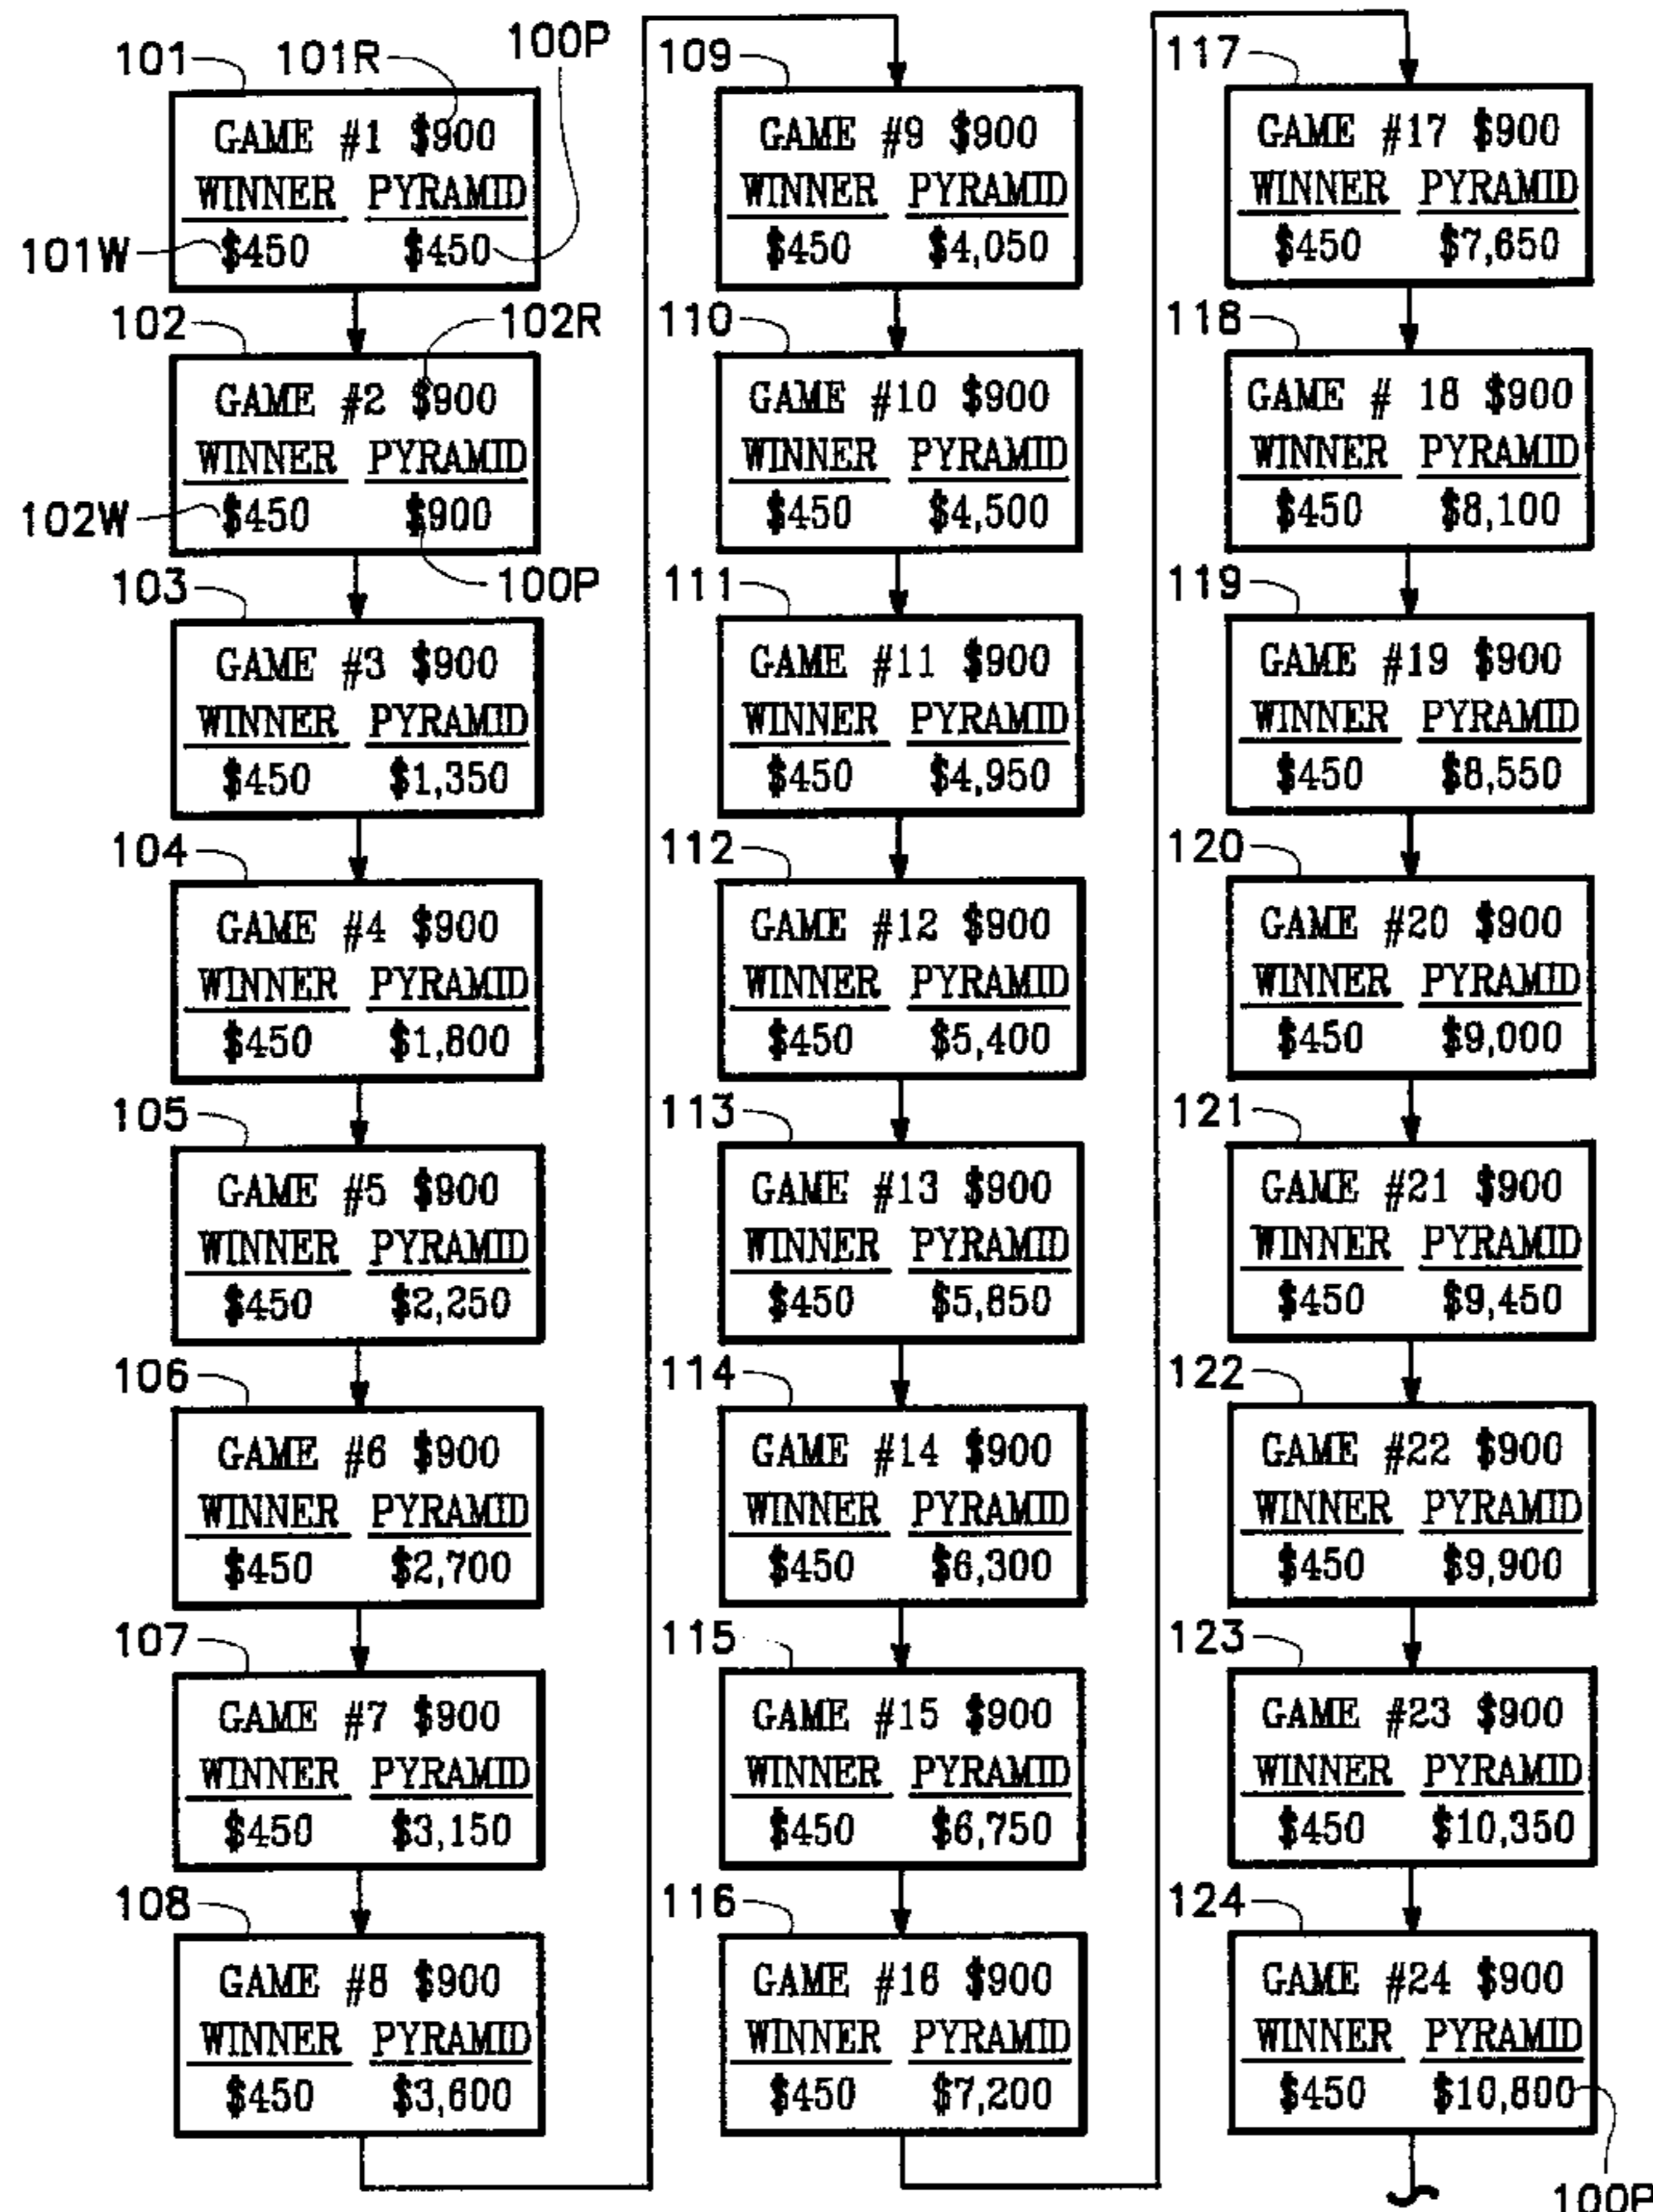 101 101R 100P
GAME #1 $900
WINNER PYRAMID
101W $450 $450
102 102R
GAME #2 $900
WINNER PYRAMID
102W $450 $900
100P
103
GAME #3 $900
WINNER PYRAMID
$450 $1,350
104
GAME #4 $900
WINNER PYRAMID
$450 $1,800
105
GAME #5 $900
WINNER PYRAMID
$450 $2,250
106
GAME #6 $900
WINNER PYRAMID
$450 $2,700
107
GAME #7 $900
WINNER PYRAMID
$450 $3,150
108
GAME #8 $900
WINNER PYRAMID
$450 $3,600
109
GAME #9 $900
WINNER PYRAMID
$450 $4,050
110
GAME #10 $900
WINNER PYRAMID
$450 $4,500
111
GAME #11 $900
WINNER PYRAMID
$450 $4,950
112
GAME #12 $900
WINNER PYRAMID
$450 $5,400
113
GAME #13 $900
WINNER PYRAMID
$450 $5,850
114
GAME #14 $900
WINNER PYRAMID
$450 $6,300
115
GAME #15 $900
WINNER PYRAMID
$450 $6,750
116
GAME #16 $900
WINNER PYRAMID
$450 $7,200
117
GAME #17 $900
WINNER PYRAMID
$450 $7,650
118
GAME # 18 $900
WINNER PYRAMID
$450 $8,100
119
GAME #19 $900
WINNER PYRAMID
$450 $8,550
120
GAME #20 $900
WINNER PYRAMID
$450 $9,000
121
GAME #21 $900
WINNER PYRAMID
$450 $9,450
122
GAME #22 $900
WINNER PYRAMID
$450 $9,900
123
GAME #23 $900
WINNER PYRAMID
$450 $10,350
124
GAME #24 $900
WINNER PYRAMID
$450 $10,800
100P